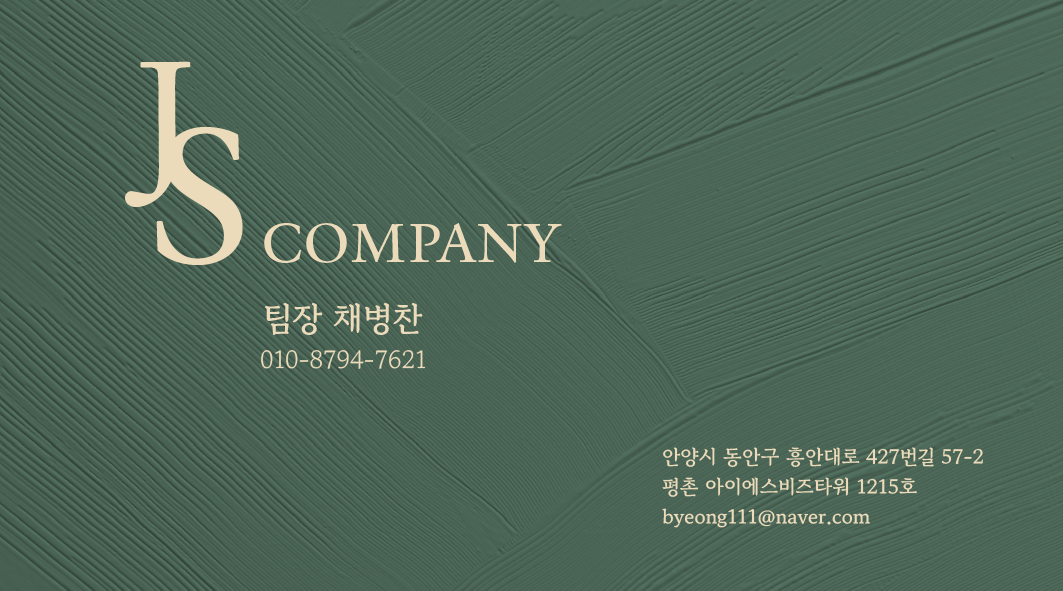 JS COMPANY
팀장 채병찬
010-8794-7621
안양시 동안구 흥안대로 427번길 57-2
평촌 아이에스비즈타워 1215호
byeong111@naver.com